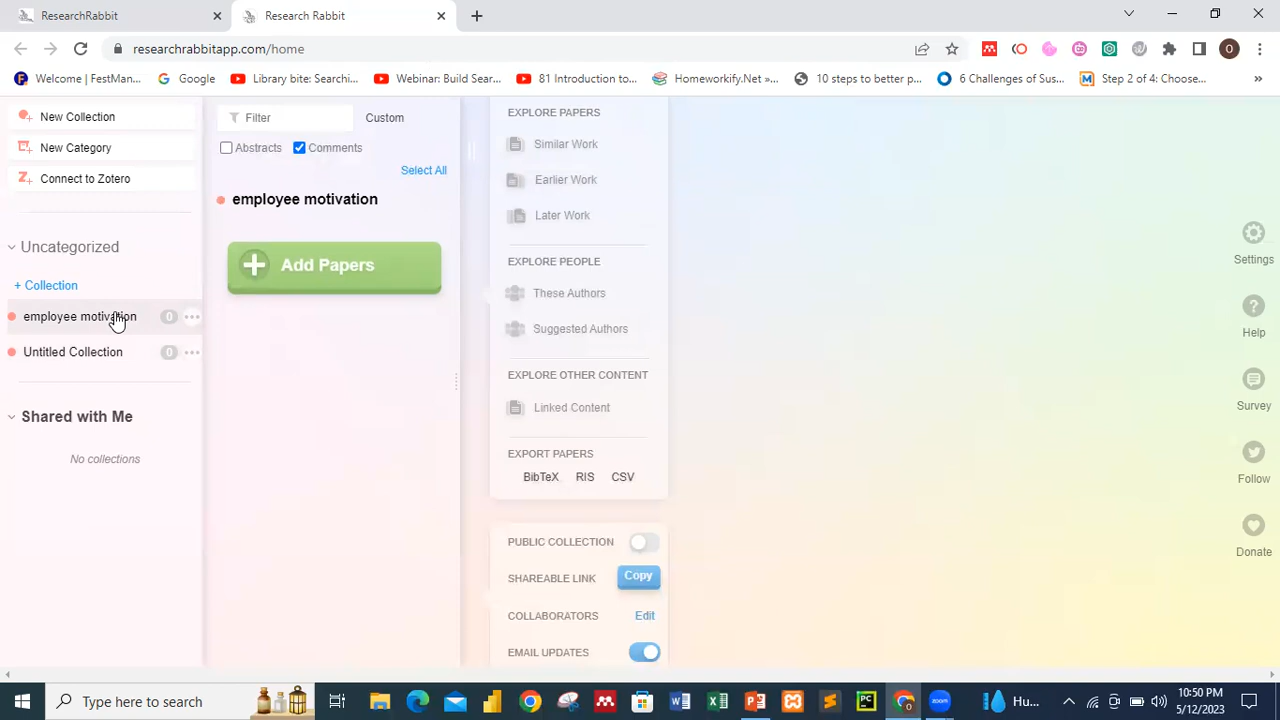 ResearchRabbit
Research Rabbit
researchrabbitapp.com/home
O
Welcome | FestMan...
Google
Library bite: Searchi...
Webinar: Build Sear...
81 Introduction to...
Homeworkify.Net »...
10 steps to better p...
6 Challenges of Sus...
Step 2 of 4: Choose...
»
New Collection
New Category
Connect to Zotero
Uncategorized
+ Collection
employee motivation 0
Untitled Collection 0
Shared with Me
No collections
Filter
Custom
Abstracts
Comments
Select All
employee motivation
Add Papers
EXPLORE PAPERS
Similar Work
Earlier Work
Later Work
EXPLORE PEOPLE
These Authors
Suggested Authors
EXPLORE OTHER CONTENT
Linked Content
EXPORT PAPERS
BibTeX RIS CSV
PUBLIC COLLECTION
SHAREABLE LINK Copy
COLLABORATORS Edit
EMAIL UPDATES
Settings
Help
Survey
Follow
Donate
Type here to search
zoom
Hu...
10:50 PM
5/12/2023